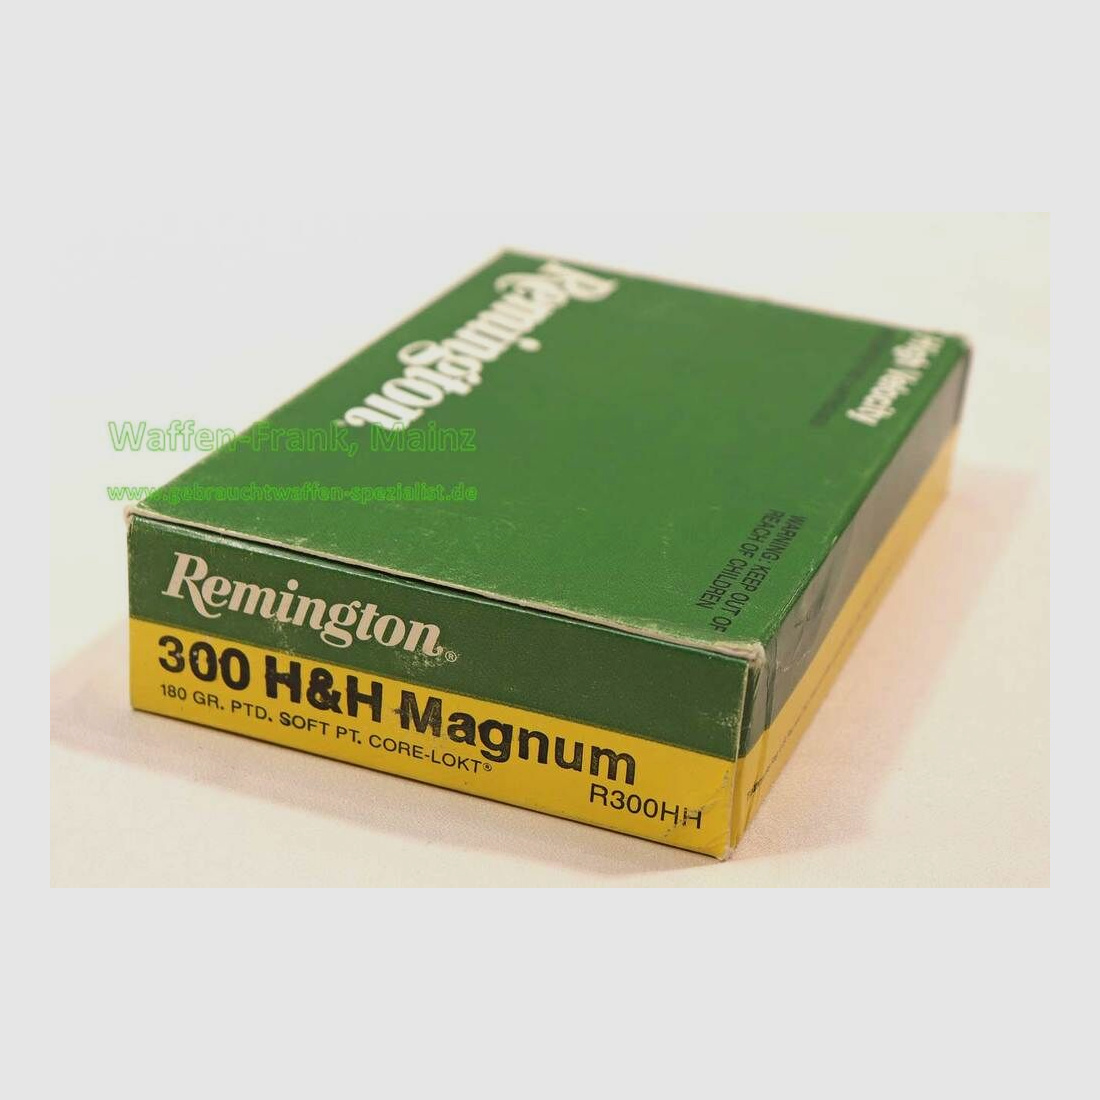 Remington.
High Velocity
Waffen-Frank, Mainz
www.gebrauchtwaffen-spezialist.de
WARNING: KEEP OUT OF
REACH OF CHILDREN
Remington®
300 H&H Magnum
180 GR. PTD. SOFT PT. CORE-LOKT®
R300HH